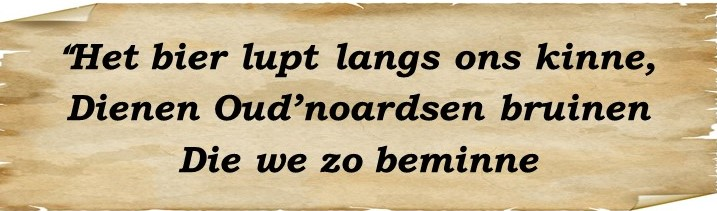 “Het bier lupt langs ons kinne,
Dienen Oud’noardsen bruinen
Die we zo beminne